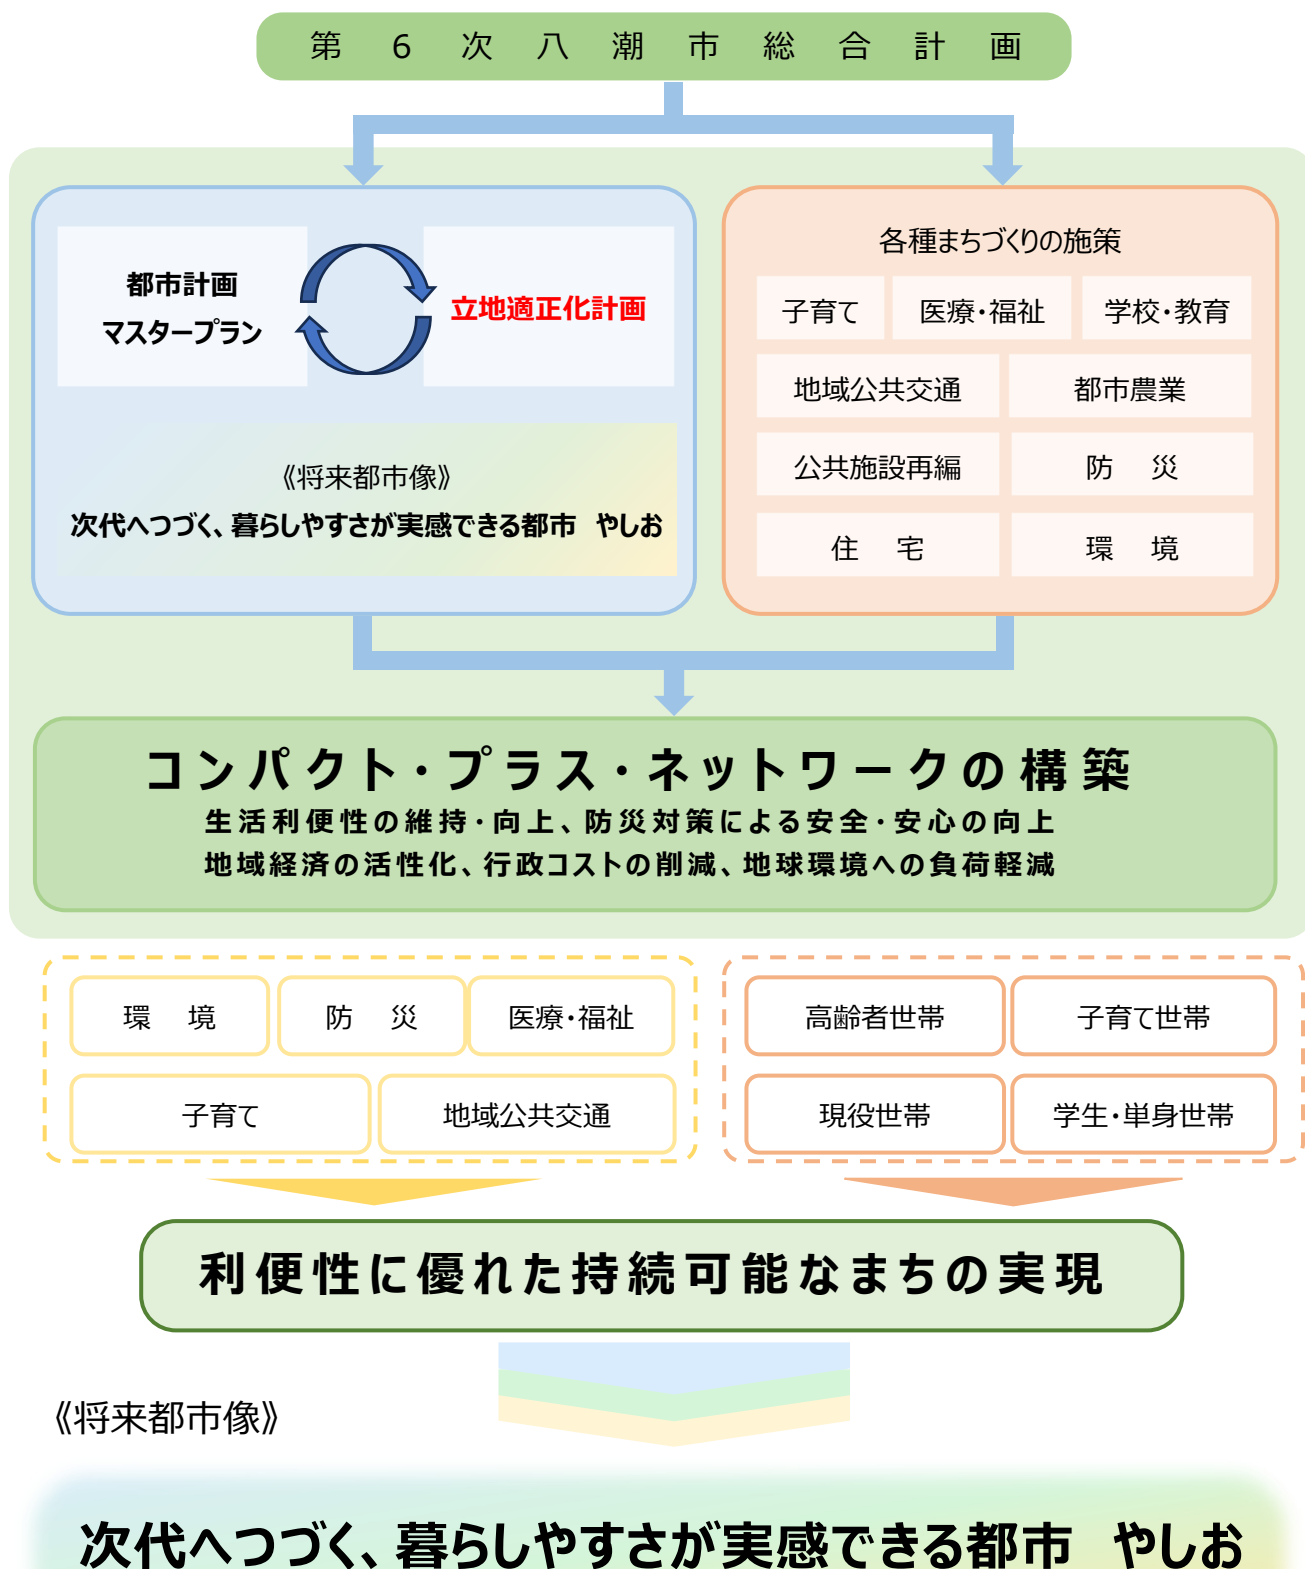 第６次八潮市総合計画
都市計画
マスタープラン
立地適正化計画
《将来都市像》
次代へつづく、暮らしやすさが実感できる都市　やしお
各種まちづくりの施策
子育て
医療・福祉
学校・教育
地域公共交通
都市農業
公共施設再編
防　災
住　宅
環　境
コンパクト・プラス・ネットワークの構築
生活利便性の維持・向上、防災対策による安全・安心の向上
地域経済の活性化、行政コストの削減、地球環境への負荷軽減
環　境
防　災
医療・福祉
子育て
地域公共交通
高齢者世帯
子育て世帯
現役世帯
学生・単身世帯
利便性に優れた持続可能なまちの実現
《将来都市像》
次代へつづく、暮らしやすさが実感できる都市　やしお